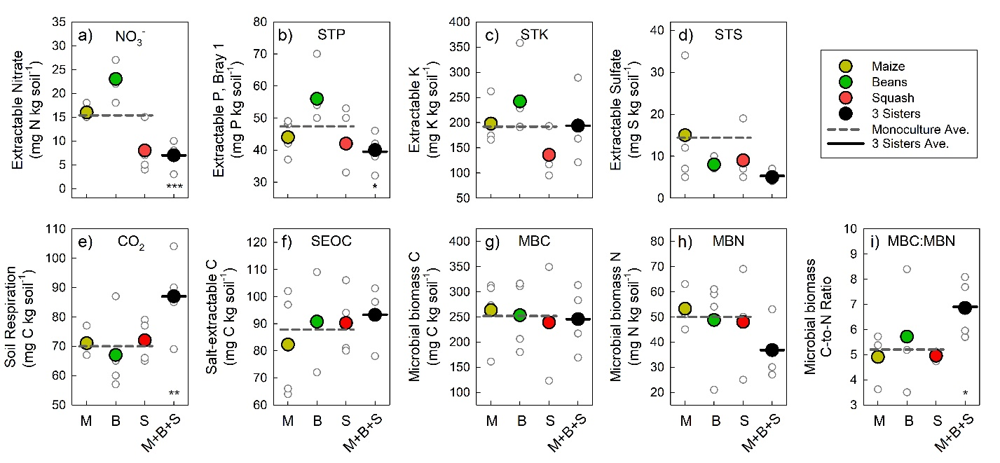 a) NO₃⁻
Extractable Nitrate
(mg N kg soil⁻¹)
35
30
25
20
15
10
5
0
***
b) STP
Extractable P, Bray 1
(mg P kg soil⁻¹)
80
70
60
50
40
30
*
c) STK
Extractable K
(mg K kg soil⁻¹)
400
350
300
250
200
150
100
50
d) STS
Extractable Sulfate
(mg S kg soil⁻¹)
40
30
20
10
0
Maize
Beans
Squash
3 Sisters
Monoculture Ave.
3 Sisters Ave.
e) CO₂
Soil Respiration
(mg C kg soil⁻¹)
110
100
90
80
70
60
50
**
M B S M+B+S
f) SEOC
Salt-extractable C
(mg C kg soil⁻¹)
120
110
100
90
80
70
60
M B S M+B+S
g) MBC
Microbial biomass C
(mg C kg soil⁻¹)
400
350
300
250
200
150
100
M B S M+B+S
h) MBN
Microbial biomass N
(mg N kg soil⁻¹)
80
70
60
50
40
30
20
M B S M+B+S
i) MBC:MBN
Microbial biomass
C-to-N Ratio
10
9
8
7
6
5
4
3
*
M B S M+B+S